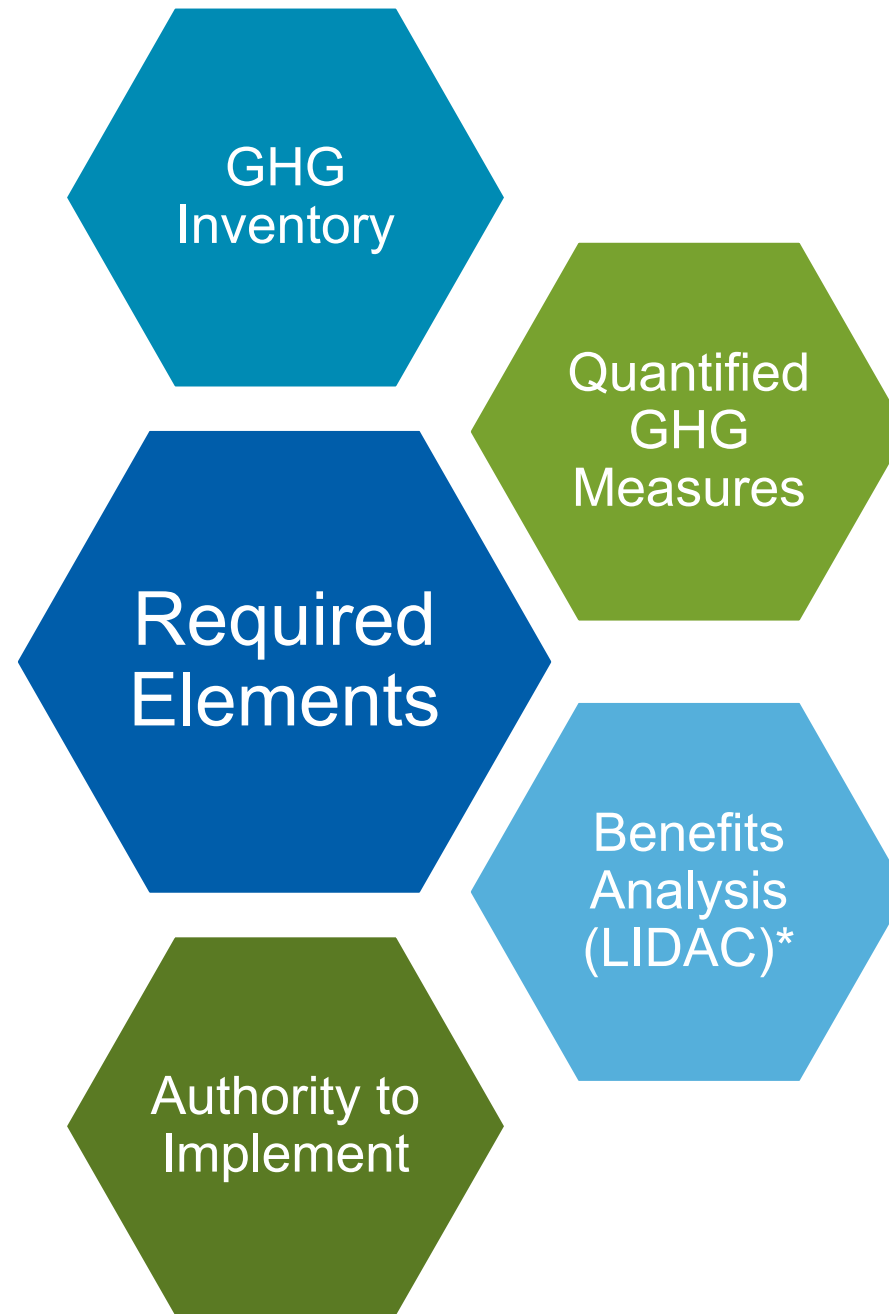 GHG
Inventory
Quantified
GHG
Measures
Required
Elements
Benefits
Analysis
(LIDAC)*
Authority to
Implement